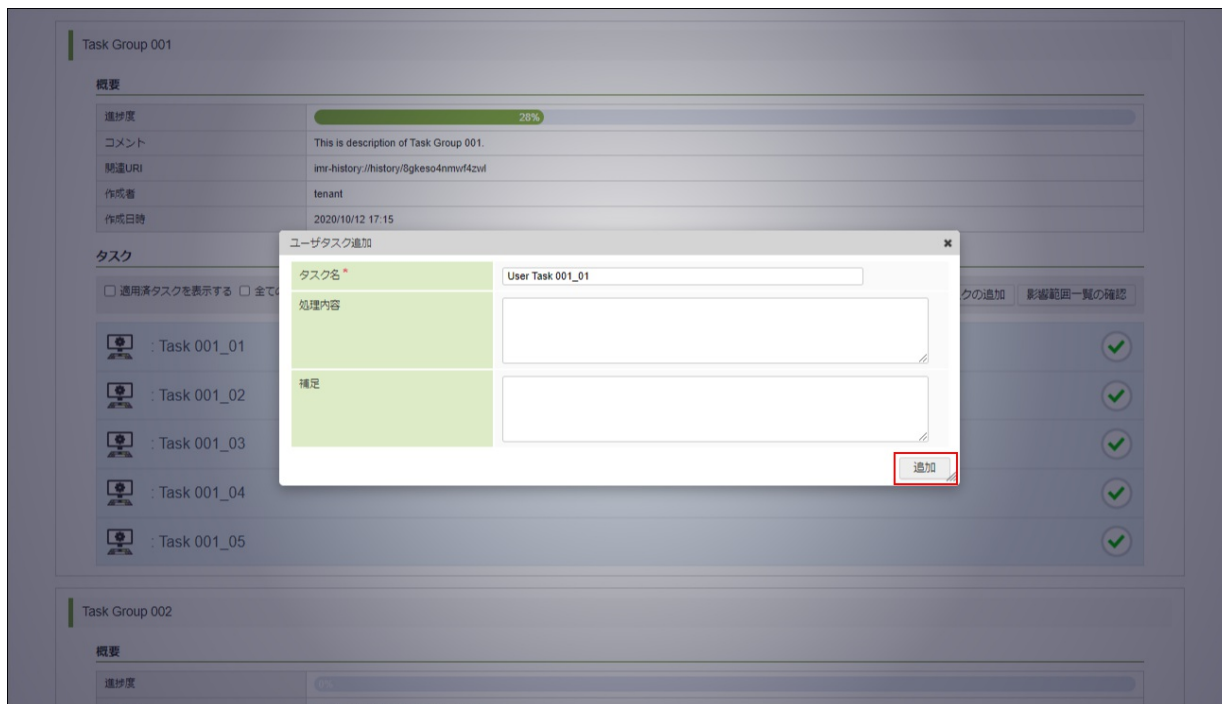 Task Group 001
概要
進捗度 28%
コメント This is description of Task Group 001.
関連URI imr-history://history/8gkeso4nmwf4zwl
作成者 tenant
作成日時 2020/10/12 17:15
タスク
適用済タスクを表示する 全ての
クの追加 影響範囲一覧の確認
ユーザタスク追加
タスク名* User Task 001_01
処理内容
補足
追加
: Task 001_01
: Task 001_02
: Task 001_03
: Task 001_04
: Task 001_05
Task Group 002
概要
進捗度 0%